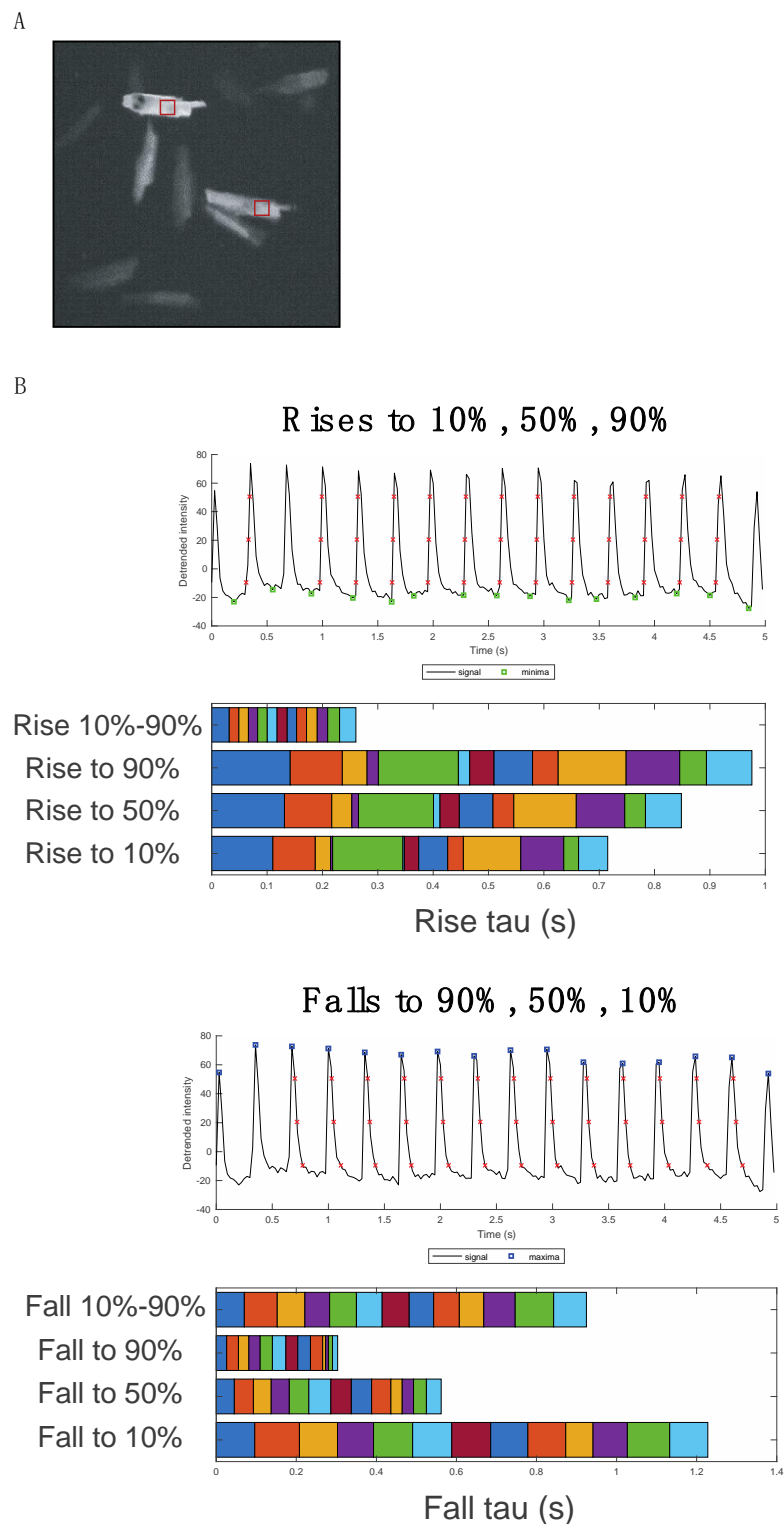 A
B
Rises to 10%, 50%, 90%
80
60
40
20
0
-20
-40
Detrended intensity
0 0.5 1 1.5 2 2.5 3 3.5 4 4.5 5
Time (s)
signal minima
Rise 10%-90%
Rise to 90%
Rise to 50%
Rise to 10%
0 0.1 0.2 0.3 0.4 0.5 0.6 0.7 0.8 0.9 1
Rise tau (s)
Falls to 90%, 50%, 10%
80
60
40
20
0
-20
-40
Detrended intensity
0 0.5 1 1.5 2 2.5 3 3.5 4 4.5 5
Time (s)
signal maxima
Fall 10%-90%
Fall to 90%
Fall to 50%
Fall to 10%
0 0.2 0.4 0.6 0.8 1 1.2 1.4
Fall tau (s)